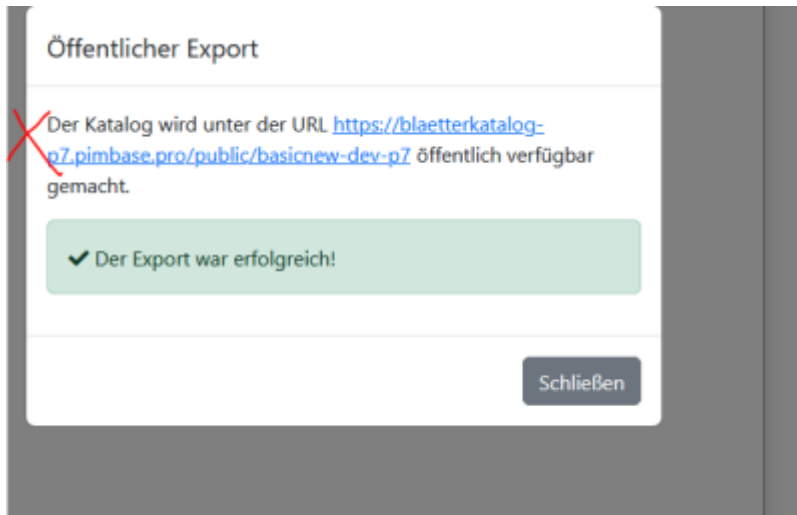 Öffentlicher Export
Der Katalog wird unter der URL https://blaetterkatalog-
p7.pimbase.pro/public/basicnew-dev-p7 öffentlich verfügbar
gemacht.
Der Export war erfolgreich!
Schließen